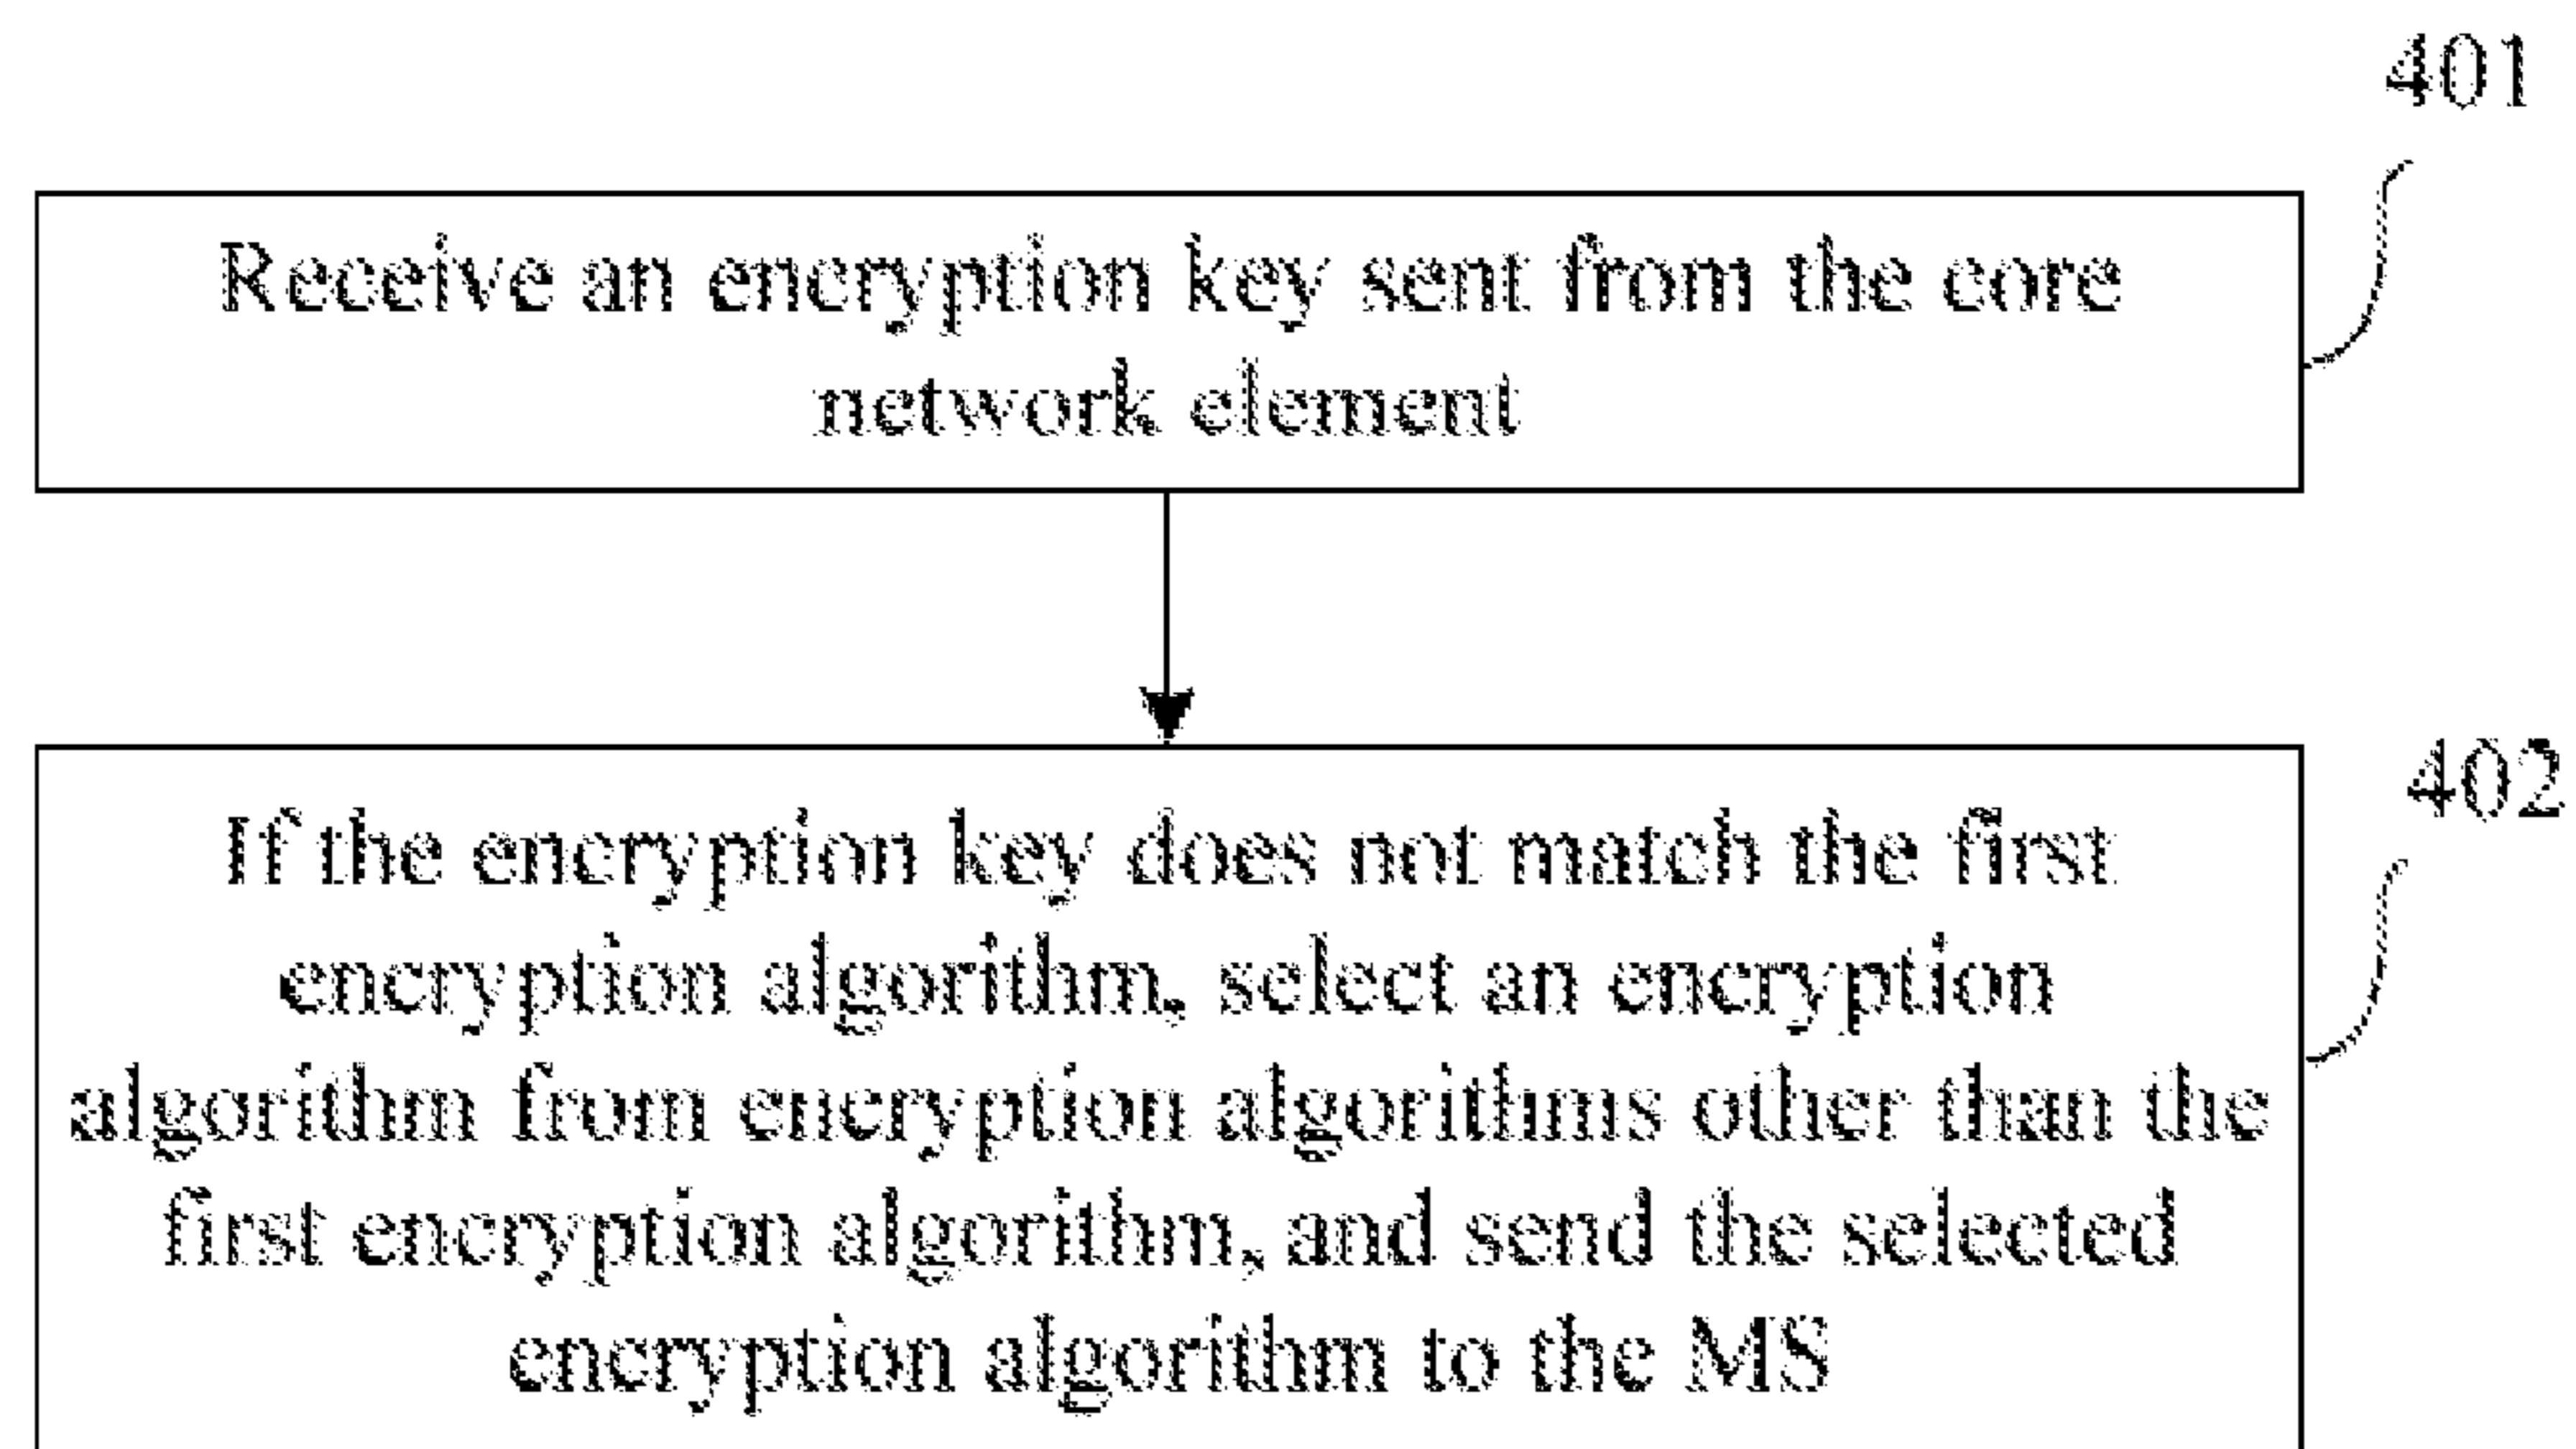 401
Receive an encryption key sent from the core
network element
402
If the encryption key does not match the first
encryption algorithm, select an encryption
algorithm from encryption algorithms other than the
first encryption algorithm, and send the selected
encryption algorithm to the MS